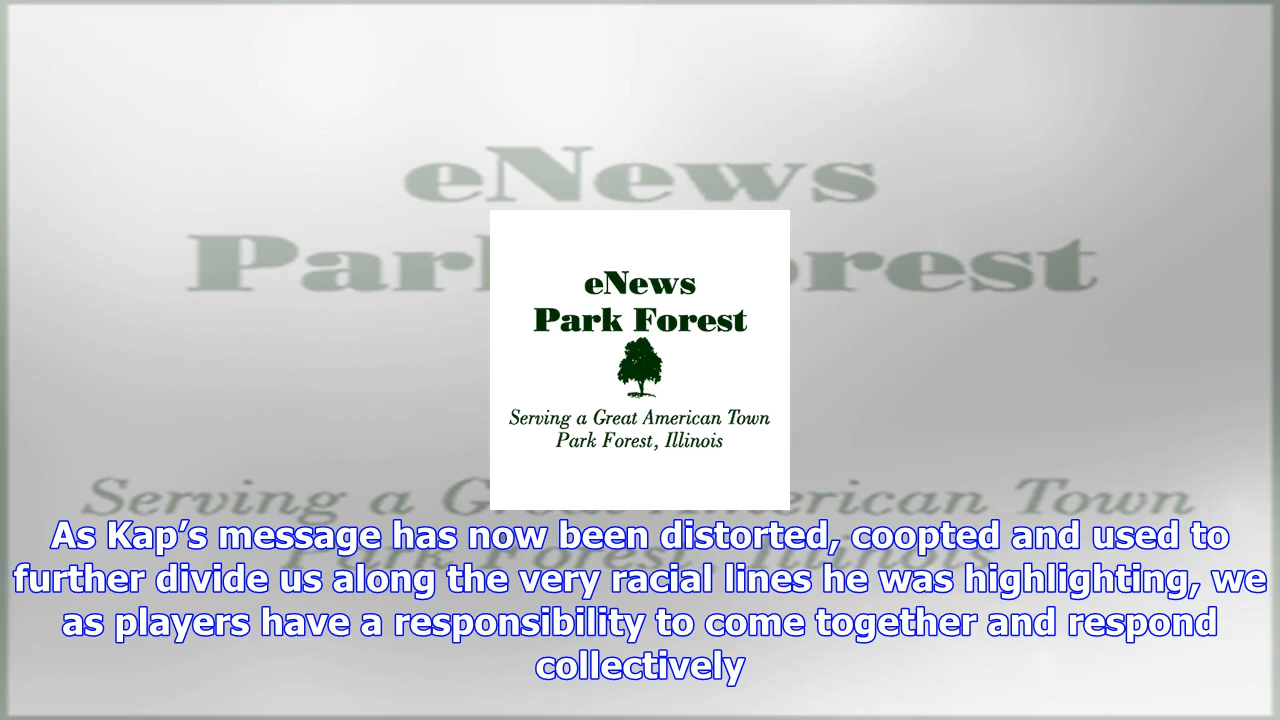 eNews
Park Forest
Serving a Great American Town
Park Forest, Illinois
As Kap’s message has now been distorted, coopted and used to
further divide us along the very racial lines he was highlighting, we
as players have a responsibility to come together and respond
collectively